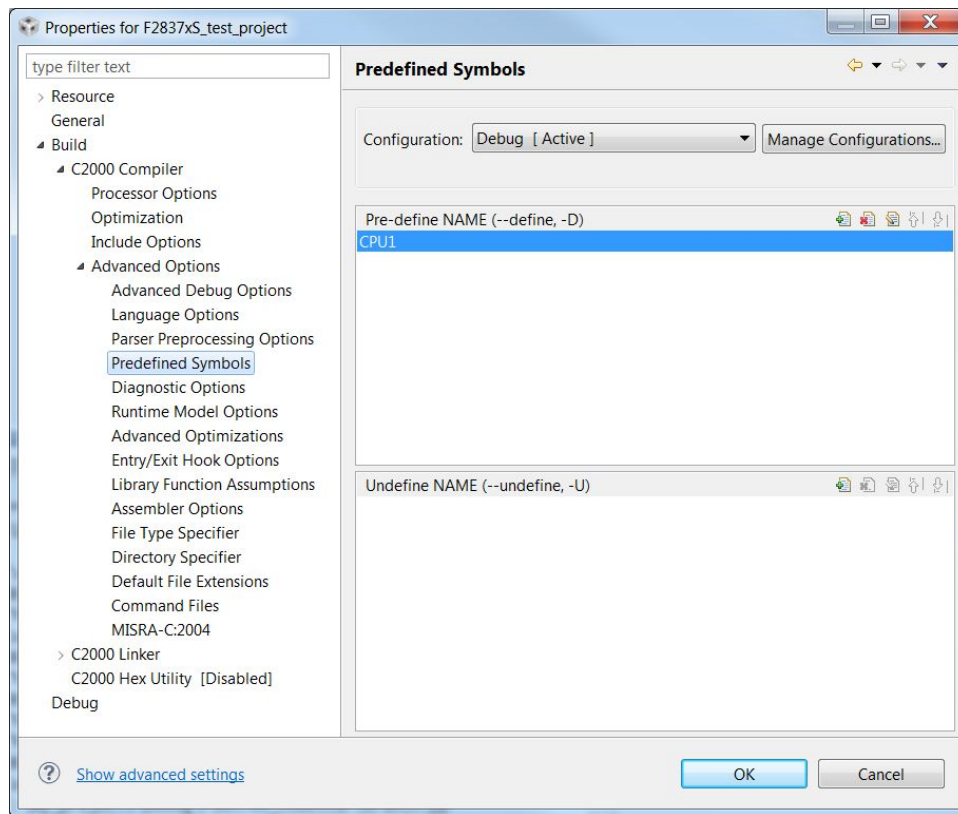 Properties for F2837xS_test_project
type filter text
Resource
General
Build
C2000 Compiler
Processor Options
Optimization
Include Options
Advanced Options
Advanced Debug Options
Language Options
Parser Preprocessing Options
Predefined Symbols
Diagnostic Options
Runtime Model Options
Advanced Optimizations
Entry/Exit Hook Options
Library Function Assumptions
Assembler Options
File Type Specifier
Directory Specifier
Default File Extensions
Command Files
MISRA-C:2004
C2000 Linker
C2000 Hex Utility [Disabled]
Debug
Predefined Symbols
Configuration: Debug [ Active ] Manage Configurations...
Pre-define NAME (--define, -D)
CPU1
Undefine NAME (--undefine, -U)
Show advanced settings
OK Cancel